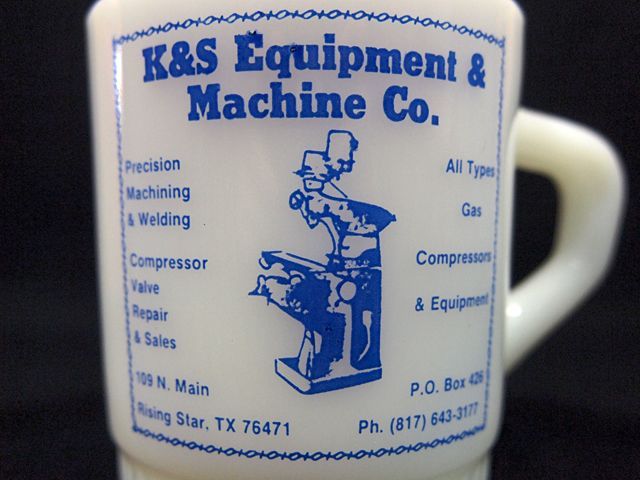 K&S Equipment &
Machine Co.
Precision
Machining
& Welding
Compressor
Valve
Repair
& Sales
All Types
Gas
Compressors
& Equipment
109 N. Main
Rising Star, TX 76471
P.O. Box 426
Ph. (817) 643-3177